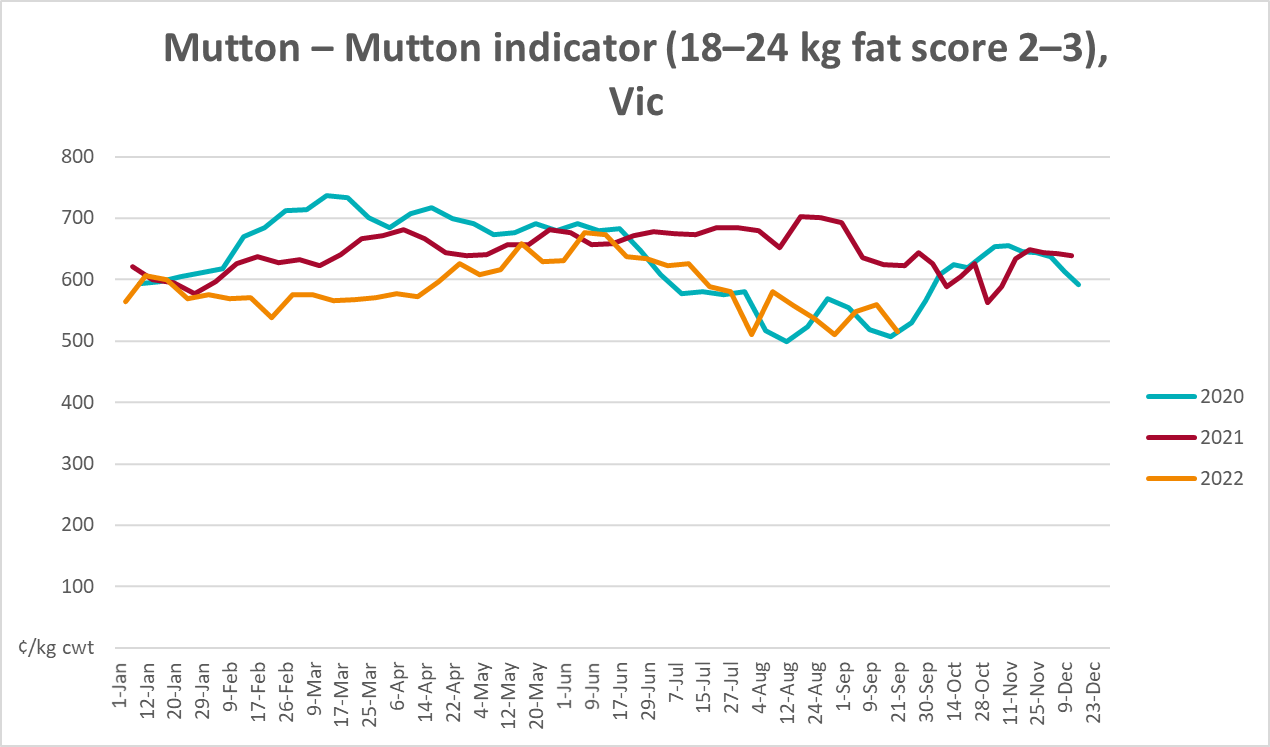 Mutton – Mutton indicator (18–24 kg fat score 2–3),
Vic
800
700
600
500
400
300
200
100
¢/kg cwt
1-Jan
12-Jan
20-Jan
29-Jan
9-Feb
17-Feb
26-Feb
9-Mar
17-Mar
25-Mar
6-Apr
14-Apr
22-Apr
4-May
12-May
20-May
1-Jun
9-Jun
17-Jun
29-Jun
7-Jul
15-Jul
27-Jul
4-Aug
12-Aug
24-Aug
1-Sep
9-Sep
21-Sep
30-Sep
14-Oct
28-Oct
11-Nov
25-Nov
9-Dec
23-Dec
2020
2021
2022